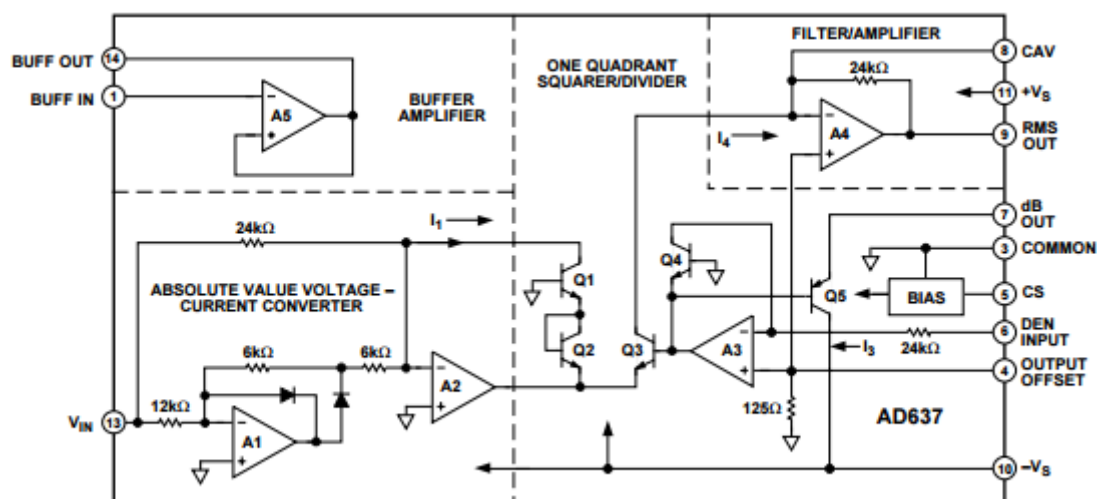 BUFF OUT 14
BUFF IN 1
A5
BUFFER
AMPLIFIER
ONE QUADRANT
SQUARER/DIVIDER
FILTER/AMPLIFIER
24kΩ
I4
A4
8 CAV
11 +VS
9 RMS
OUT
7 dB
OUT
3 COMMON
5 CS
6 DEN
INPUT
4 OUTPUT
OFFSET
10 –VS
24kΩ
I1
ABSOLUTE VALUE VOLTAGE –
CURRENT CONVERTER
6kΩ
6kΩ
12kΩ
VIN 13
A1
A2
Q1
Q2
Q3
Q4
A3
Q5
BIAS
I3
24kΩ
125Ω
AD637